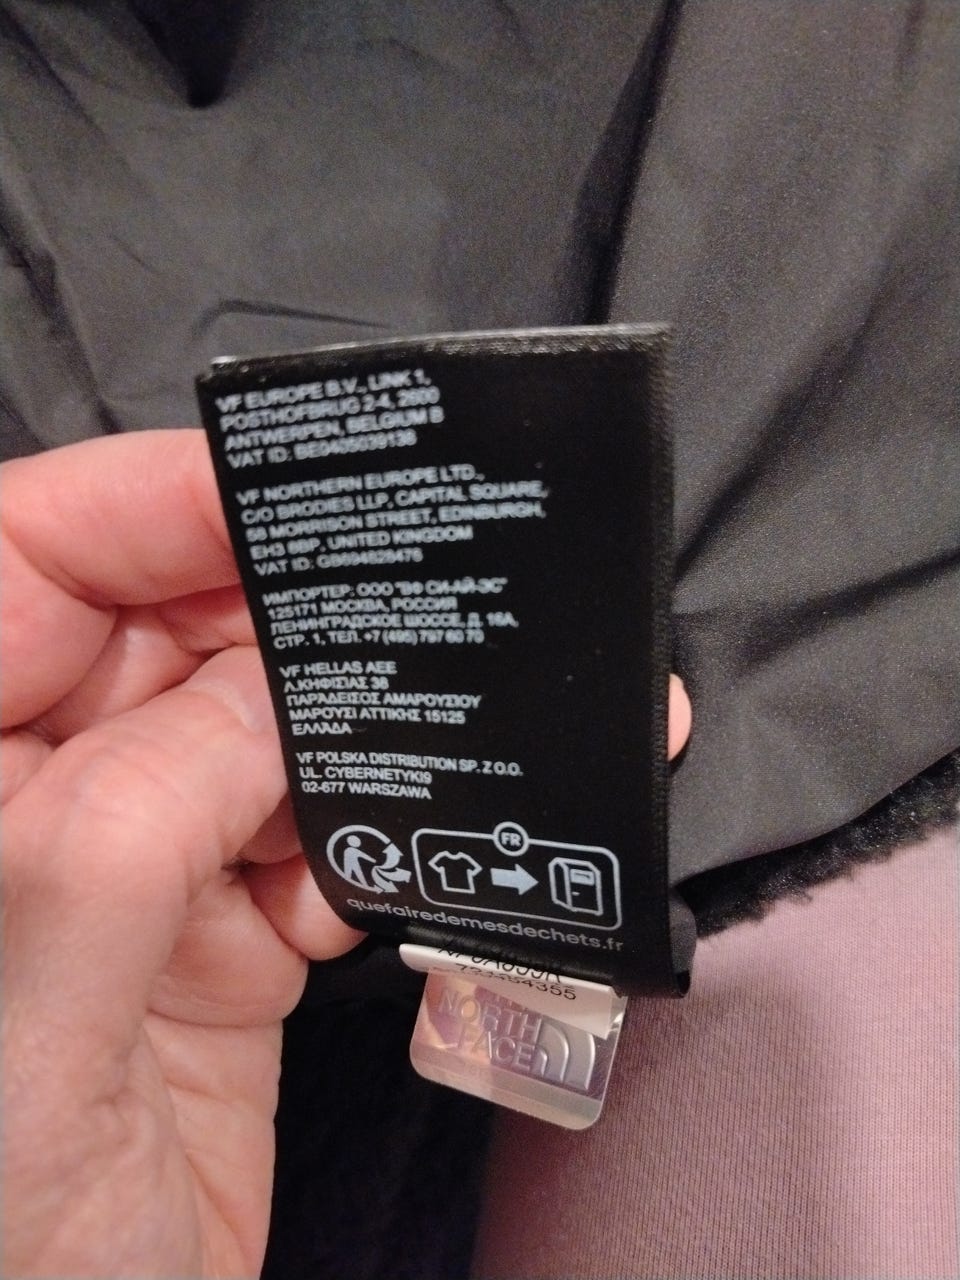 VF EUROPE B.V., LINK 1,
POSTHOFBRUG 2-4, 2600
ANTWERPEN, BELGIUM B
VAT ID: BE0405039138
VF NORTHERN EUROPE LTD.,
C/O BRODIES LLP, CAPITAL SQUARE,
58 MORRISON STREET, EDINBURGH,
EH3 8BP, UNITED KINGDOM
VAT ID: GB694828476
ИМПОРТЕР: ООО "ВФ СИ-АЙ-ЭС"
125171 МОСКВА, РОССИЯ
ЛЕНИНГРАДСКОЕ ШОССЕ, Д. 16А,
СТР. 1, ТЕЛ. +7 (495) 797 60 70
VF HELLAS AEE
Λ.ΚΗΦΙΣΙΑΣ 38
ΠΑΡΑΔΕΙΣΟΣ ΑΜΑΡΟΥΣΙΟΥ
ΜΑΡΟΥΣΙ ΑΤΤΙΚΗΣ 15125
ΕΛΛΑΔΑ
VF POLSKA DISTRIBUTION SP. Z O.O.
UL. CYBERNETYKI9
02-677 WARSZAWA
FR
quefairedemesdechets.fr
NORTH
FACE